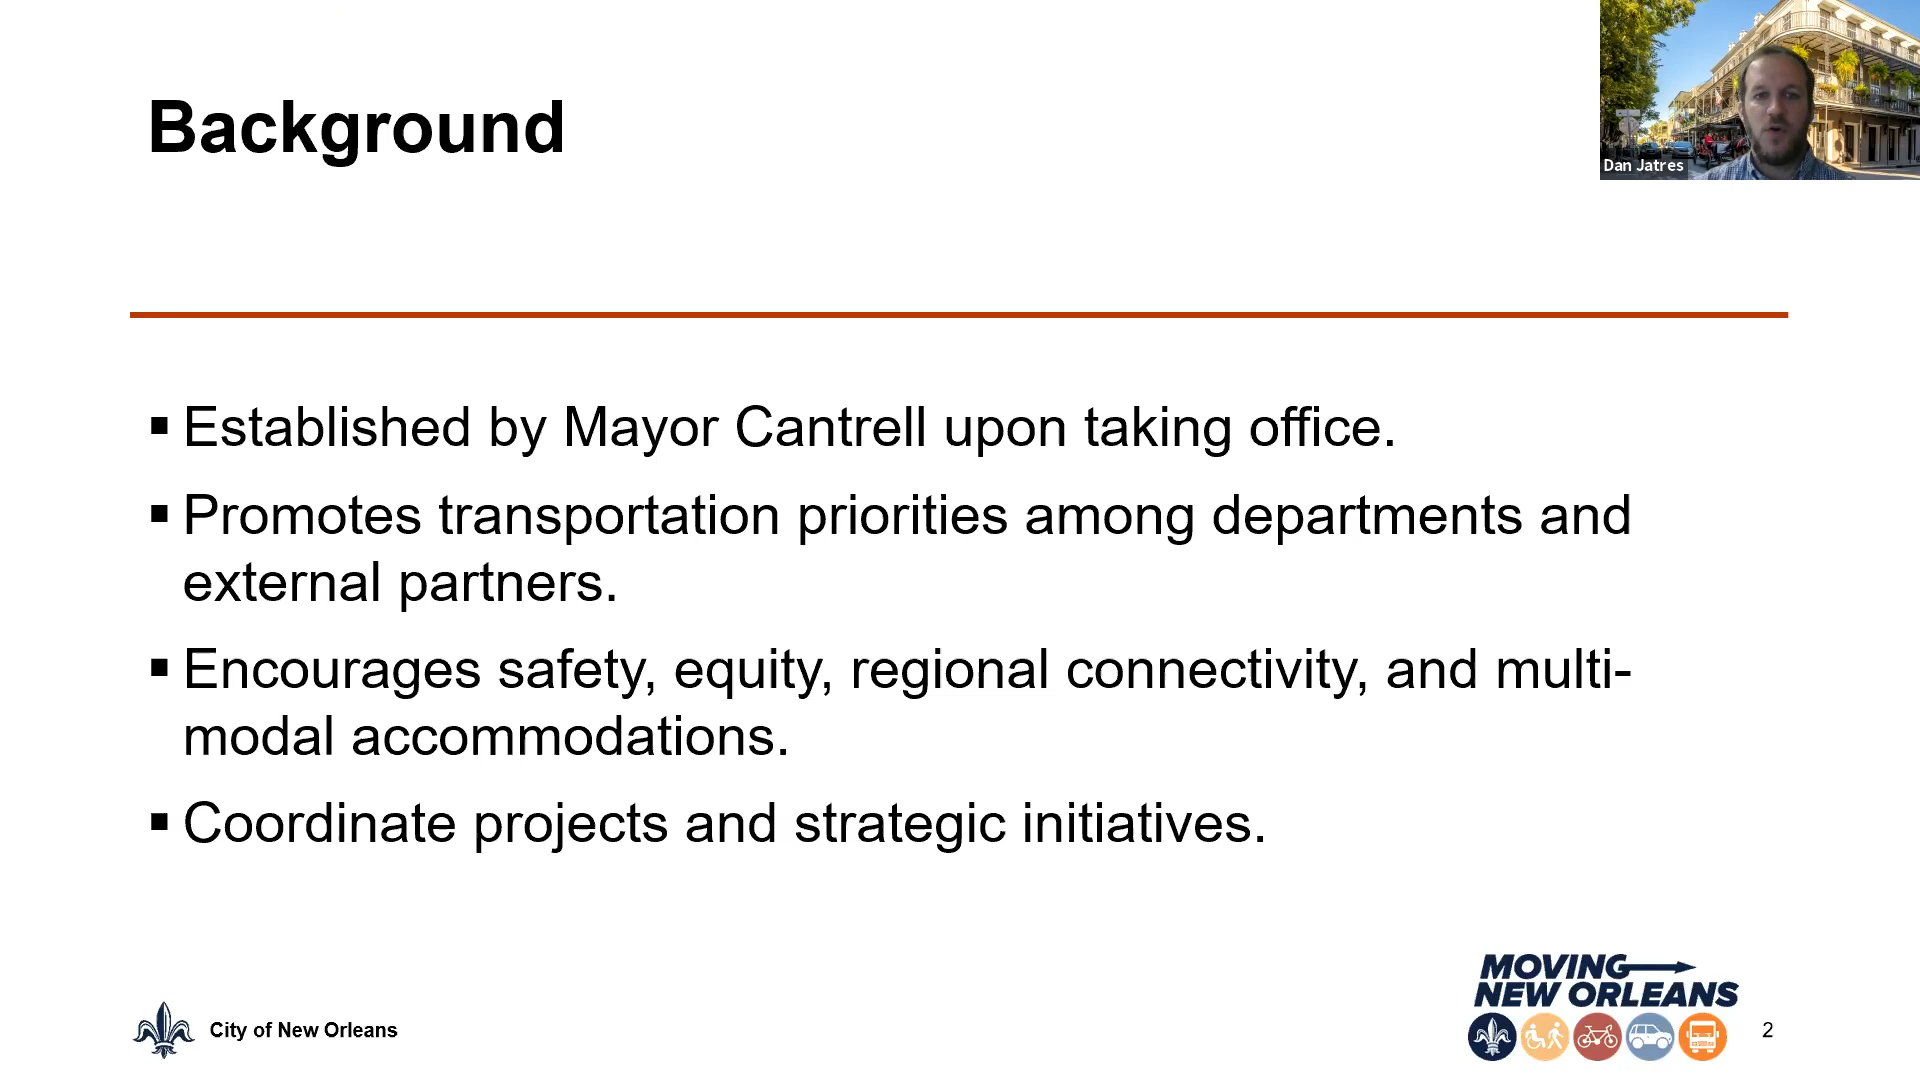 Background
Dan Jatres
▪ Established by Mayor Cantrell upon taking office.
▪ Promotes transportation priorities among departments and
external partners.
▪ Encourages safety, equity, regional connectivity, and multi-
modal accommodations.
▪ Coordinate projects and strategic initiatives.
City of New Orleans
MOVING
NEW ORLEANS
2